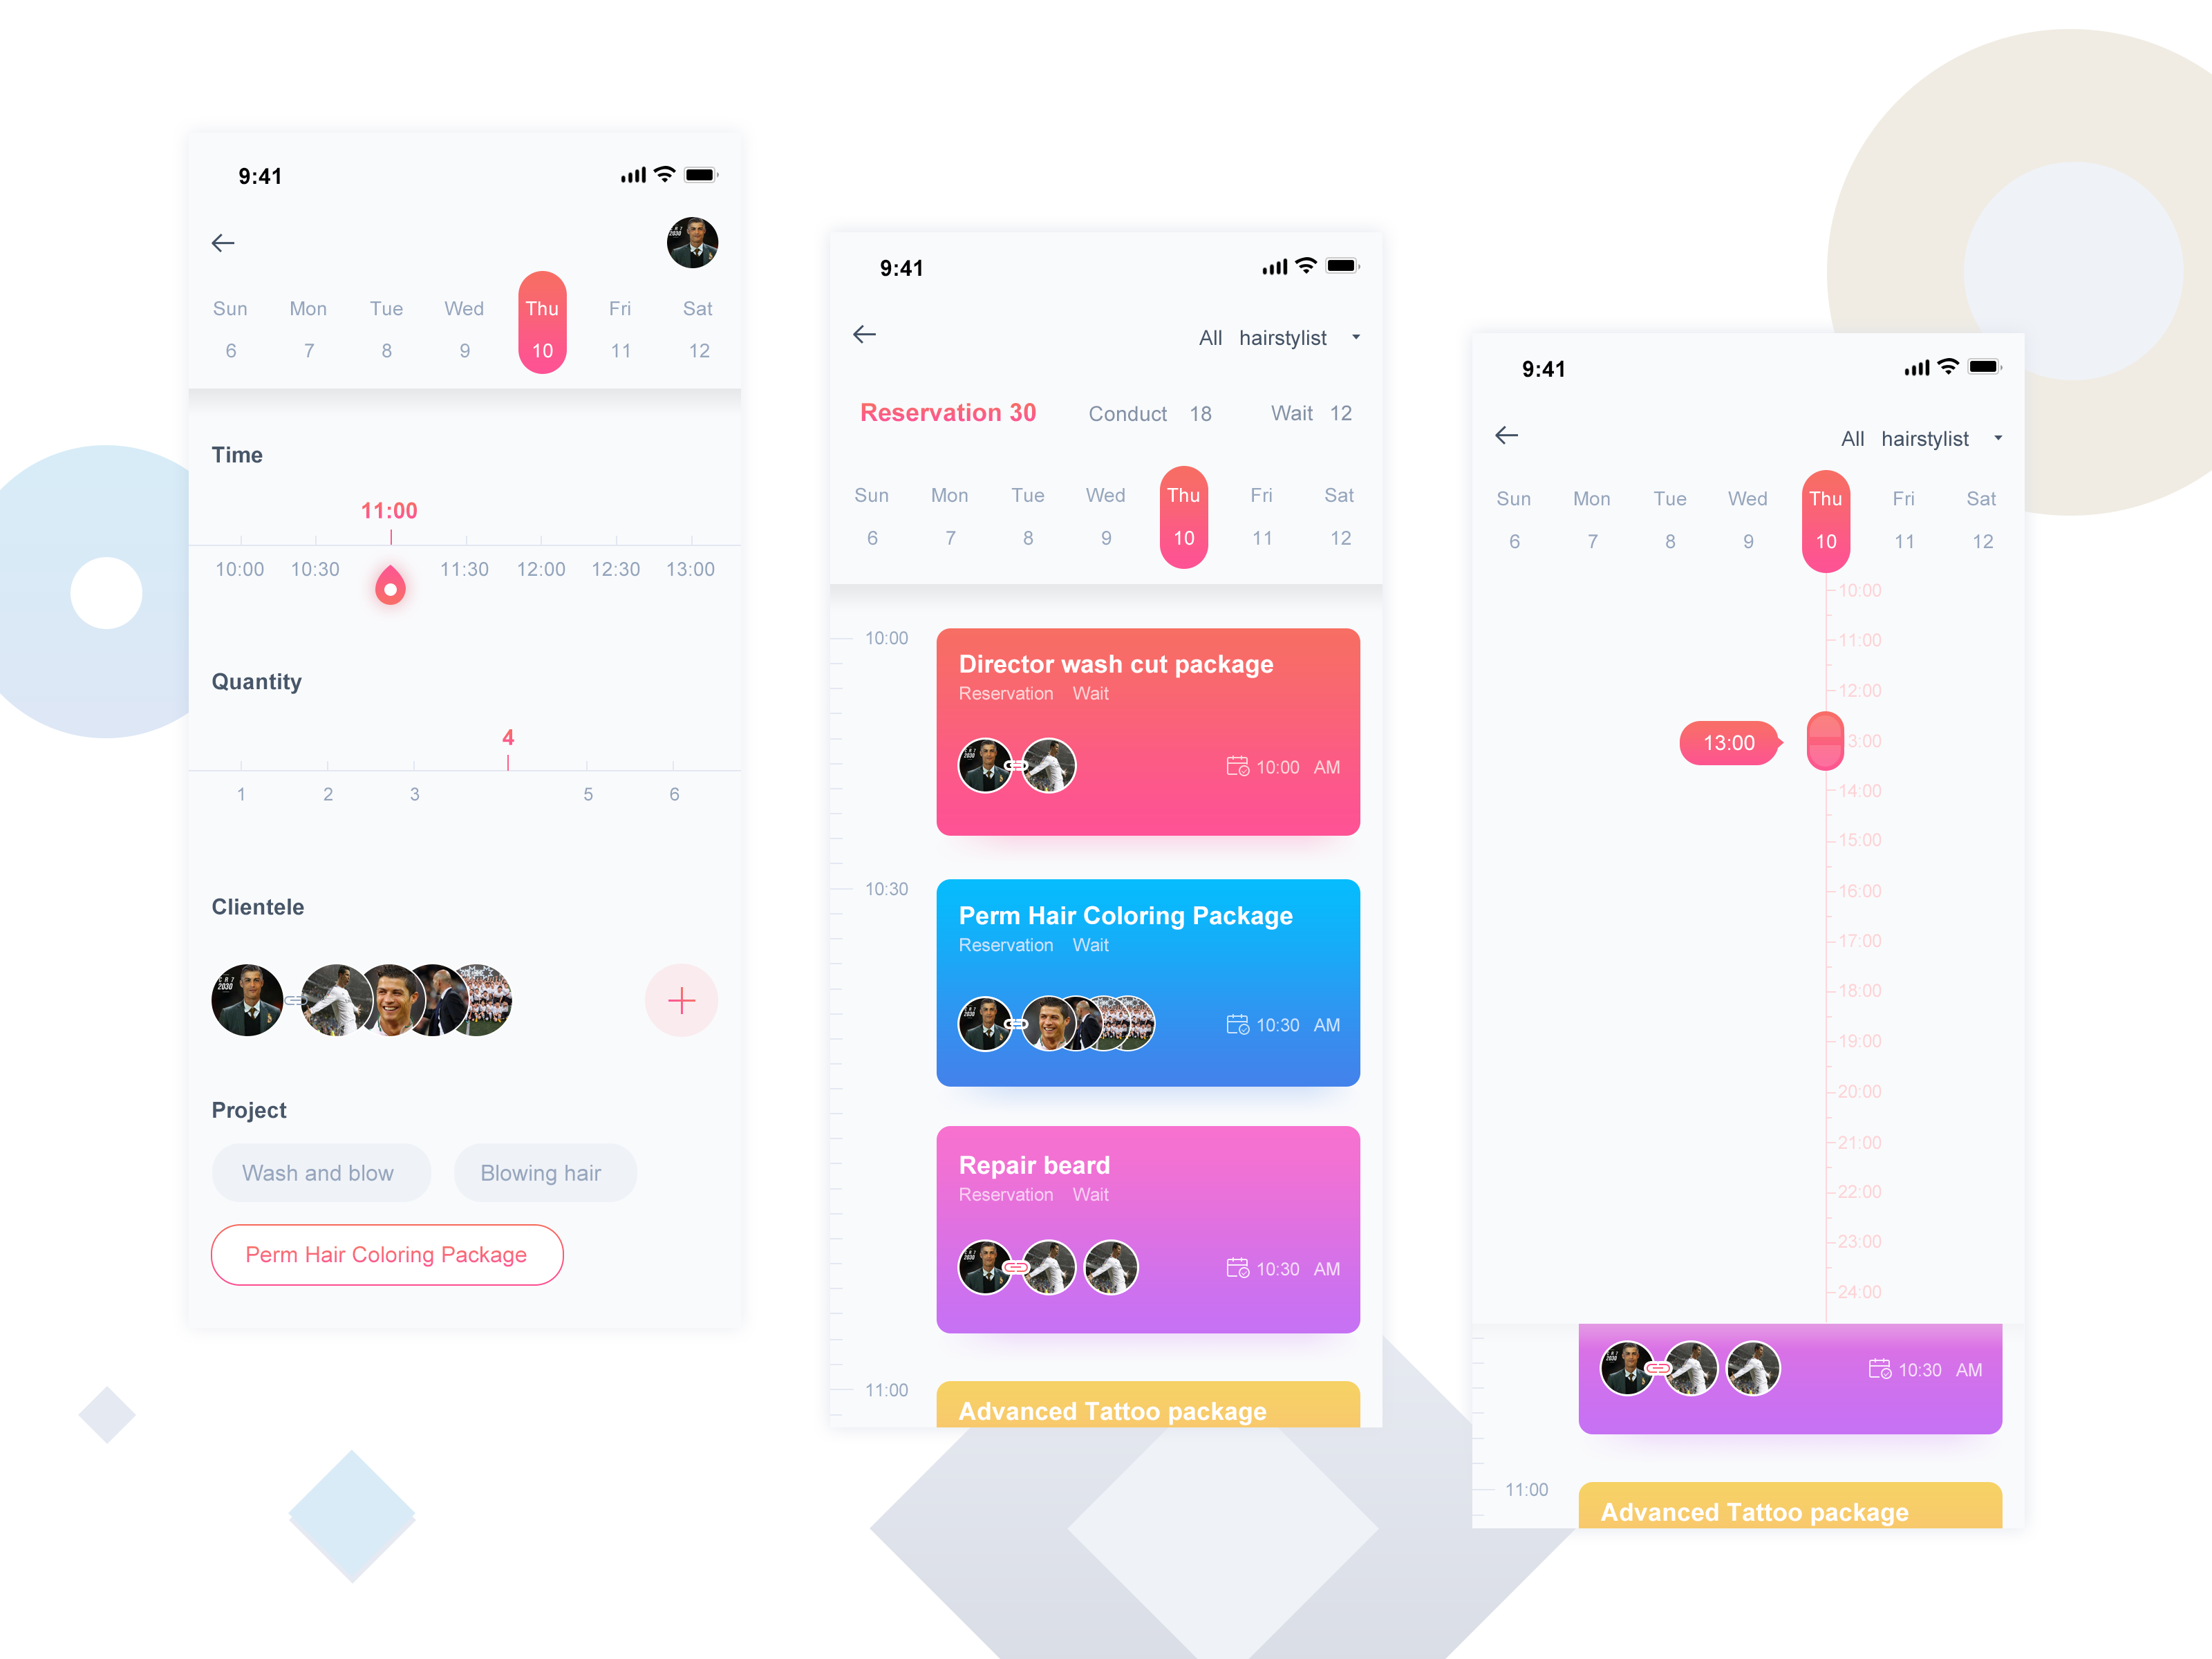 9:41
Sun Mon Tue Wed Thu Fri Sat
6 7 8 9 10 11 12
Time
11:00
10:00 10:30 11:30 12:00 12:30 13:00
Quantity
4
1 2 3 5 6
Clientele
Project
Wash and blow Blowing hair
Perm Hair Coloring Package
9:41
All hairstylist
Reservation 30 Conduct 18 Wait 12
Sun Mon Tue Wed Thu Fri Sat
6 7 8 9 10 11 12
10:00
Director wash cut package
Reservation Wait
10:00 AM
10:30
Perm Hair Coloring Package
Reservation Wait
10:30 AM
Repair beard
Reservation Wait
10:30 AM
11:00
Advanced Tattoo package
9:41
All hairstylist
Sun Mon Tue Wed Thu Fri Sat
6 7 8 9 10 11 12
10:00
11:00
12:00
13:00 3:00
14:00
15:00
16:00
17:00
18:00
19:00
20:00
21:00
22:00
23:00
24:00
10:30 AM
11:00
Advanced Tattoo package